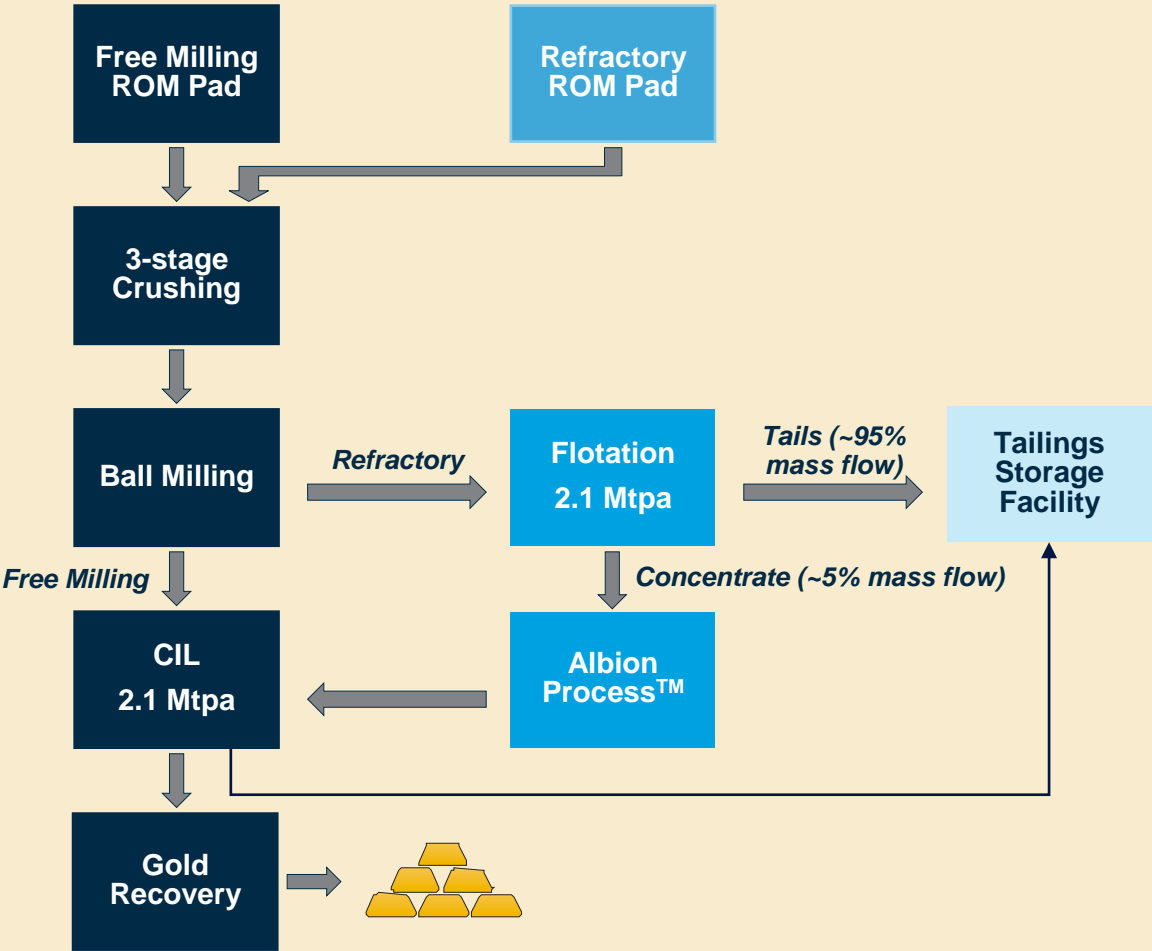 Free Milling
ROM Pad
Refractory
ROM Pad
3-stage
Crushing
Ball Milling
Refractory
Flotation
2.1 Mtpa
Tails (~95%
mass flow)
Tailings
Storage
Facility
Free Milling
Concentrate (~5% mass flow)
CIL
2.1 Mtpa
Albion
Process™
Gold
Recovery